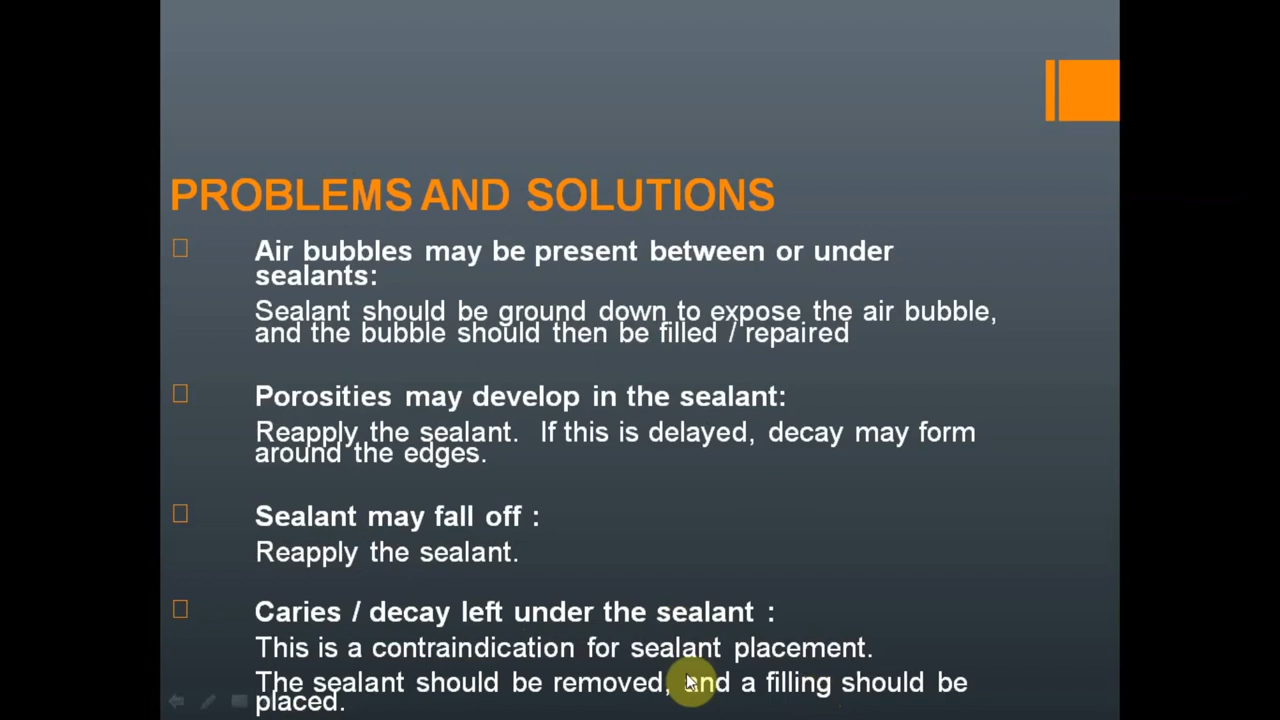 PROBLEMS AND SOLUTIONS
Air bubbles may be present between or under
sealants:
Sealant should be ground down to expose the air bubble,
and the bubble should then be filled / repaired
Porosities may develop in the sealant:
Reapply the sealant. If this is delayed, decay may form
around the edges.
Sealant may fall off :
Reapply the sealant.
Caries / decay left under the sealant :
This is a contraindication for sealant placement.
The sealant should be removed, and a filling should be
placed.